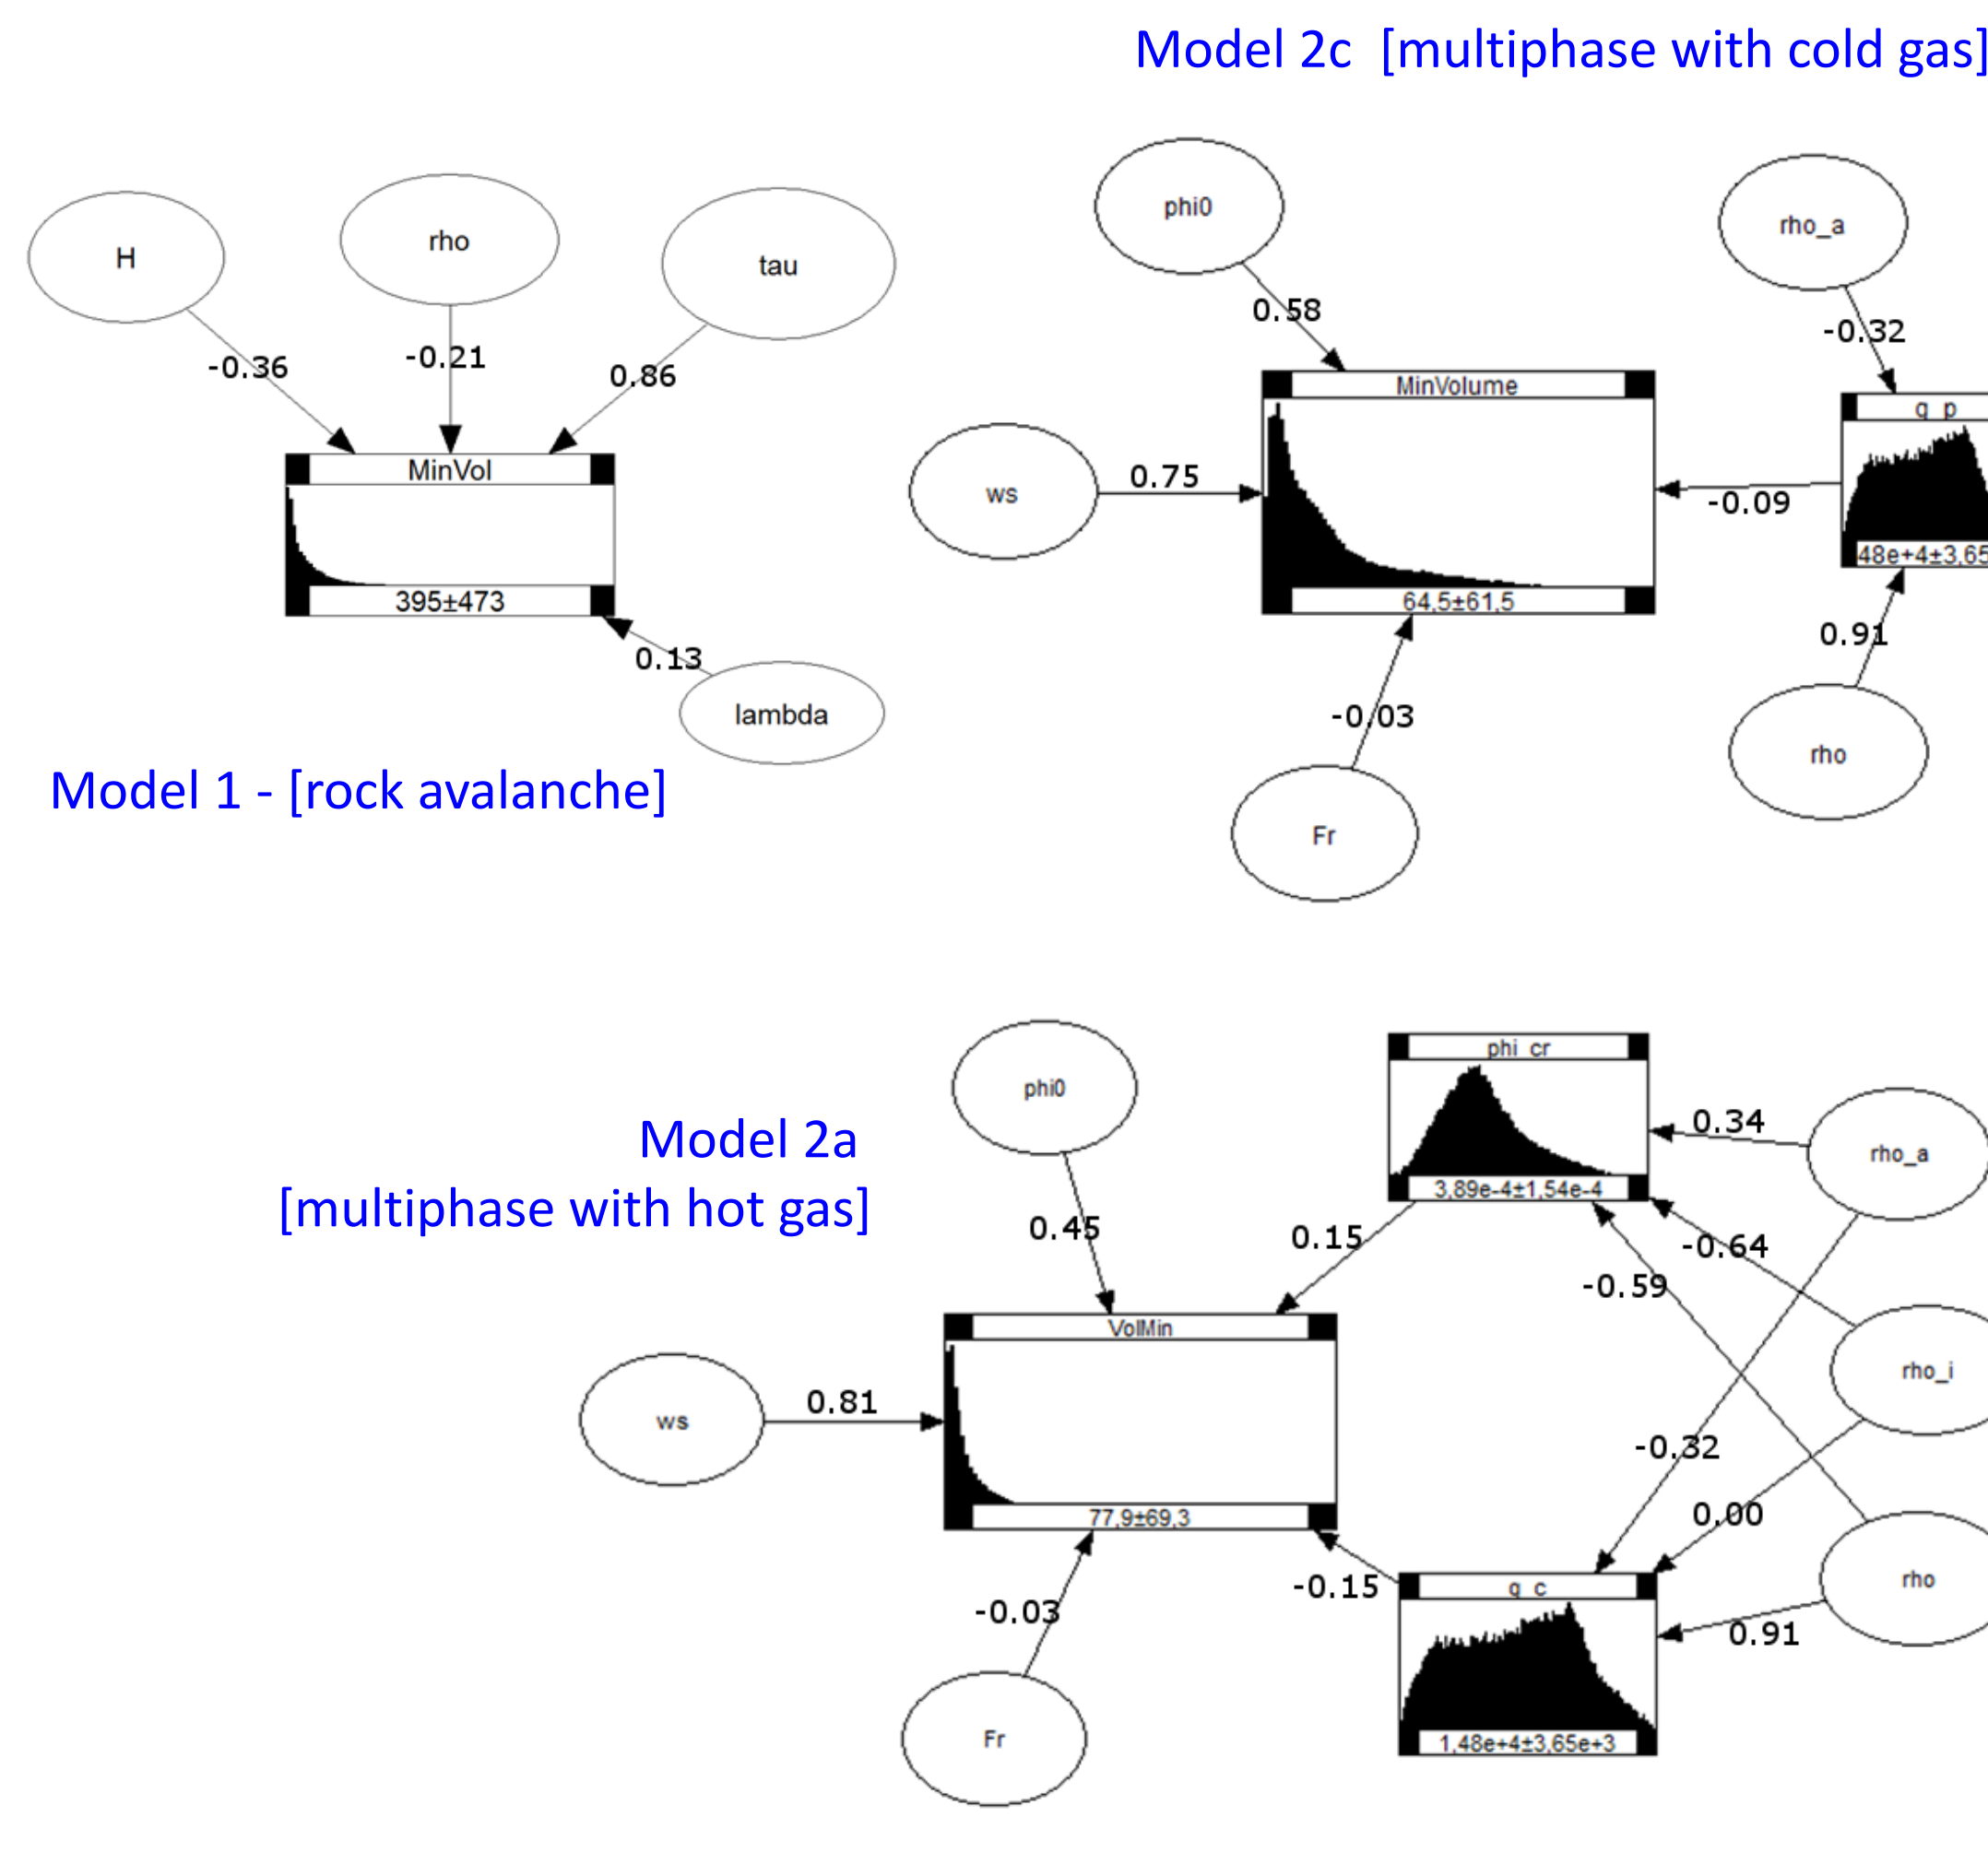 Model 2c [multiphase with cold gas]
H
rho
tau
-0.36
-0.21
0.86
MinVol
395±473
0.13
lambda
Model 1 - [rock avalanche]
phi0
rho_a
0.58
-0.32
MinVolume
q_p
ws
0.75
-0.09
48e+4±3,65
64,5±61,5
0.91
-0.03
rho
Fr
Model 2a
[multiphase with hot gas]
phi0
phi_cr
0.34
rho_a
3,89e-4±1,54e-4
0.45
0.15
-0.64
-0.59
VolMin
rho_i
ws
0.81
-0.32
77,9±69,3
0.00
-0.15
q_c
rho
-0.03
0.91
Fr
1,48e+4±3,65e+3